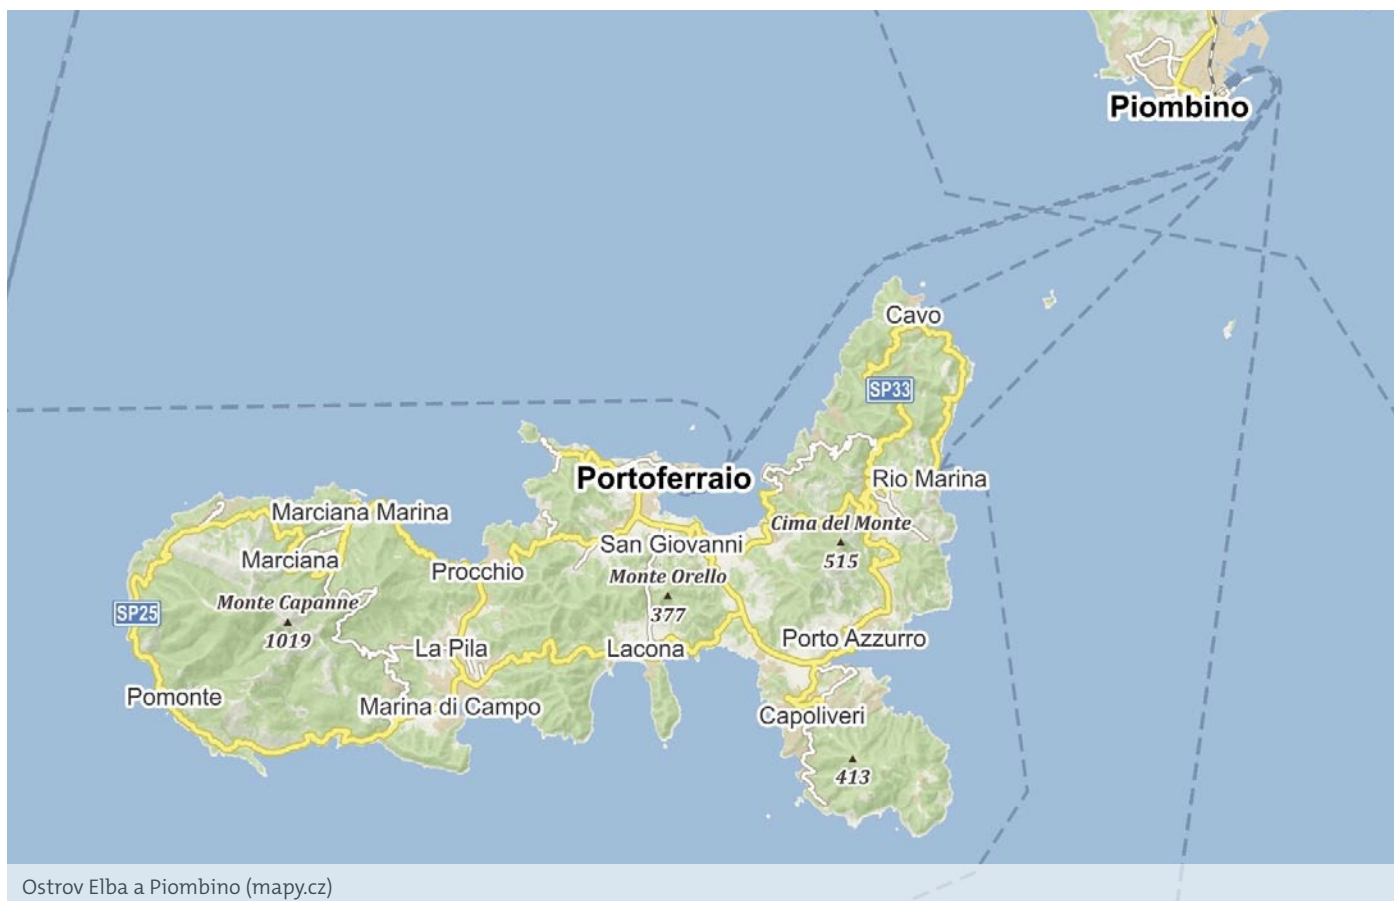 Piombino
Cavo
SP33
Portoferraio
Rio Marina
Marciana Marina
Cima del Monte
515
San Giovanni
Marciana
Procchio
Monte Orello
377
Monte Capanne
1019
SP25
La Pila
Lacona
Porto Azzurro
Pomonte
Marina di Campo
Capoliveri
413
Ostrov Elba a Piombino (mapy.cz)